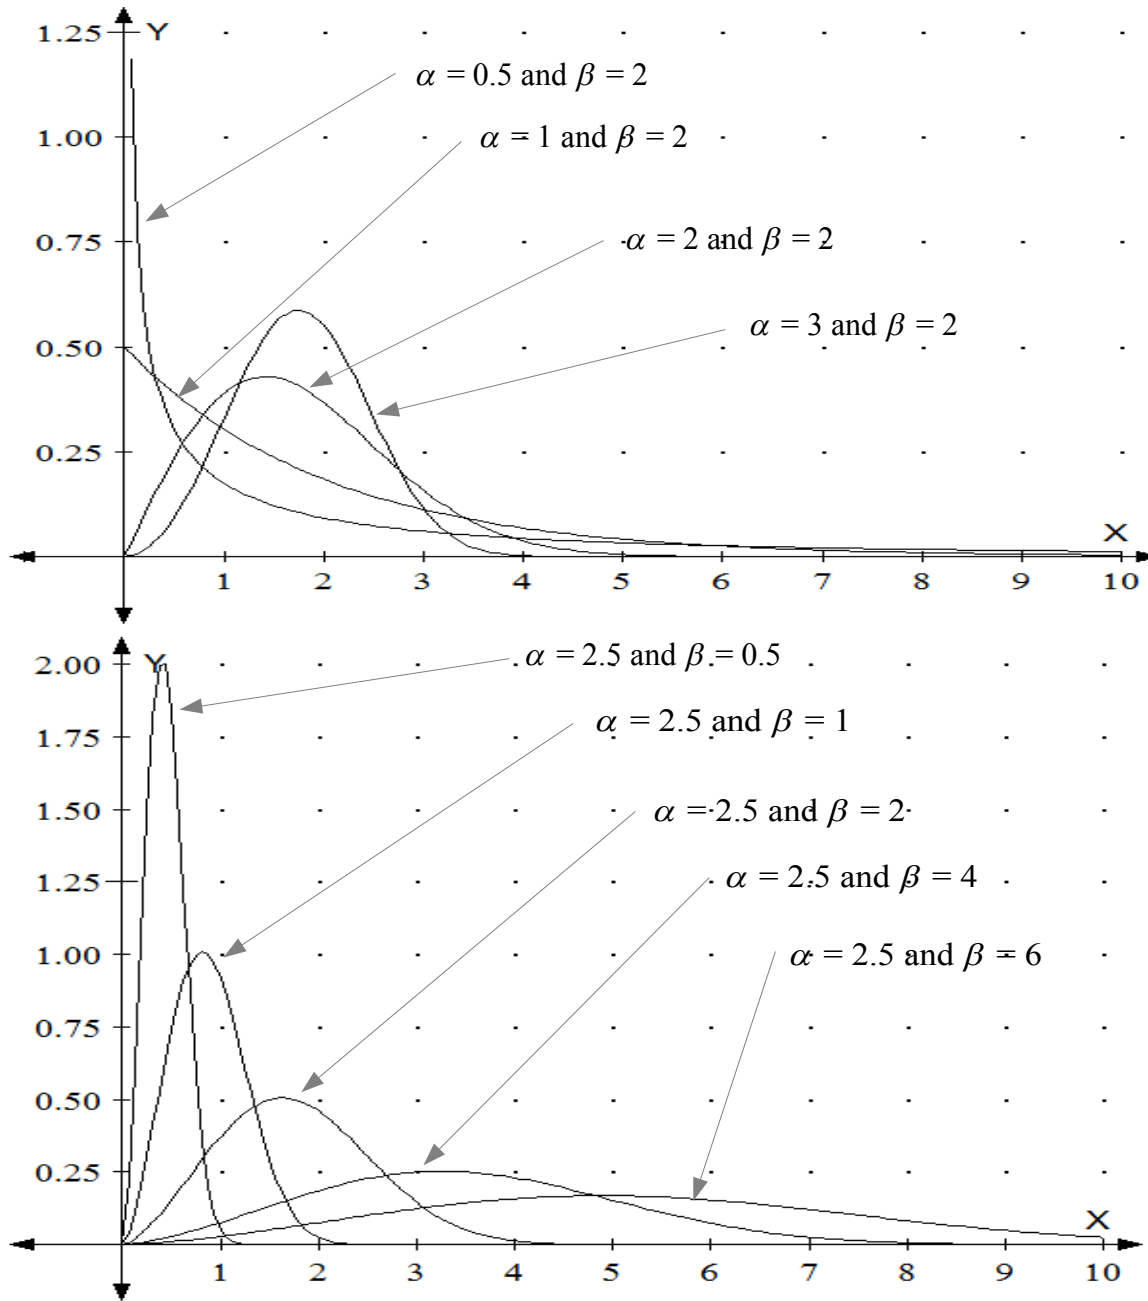 1.25
Y
α = 0.5 and β = 2
1.00
α = 1 and β = 2
0.75
α = 2 and β = 2
α = 3 and β = 2
0.50
0.25
X
1 2 3 4 5 6 7 8 9 10
2.00
Y
α = 2.5 and β = 0.5
1.75
α = 2.5 and β = 1
1.50
α = 2.5 and β = 2
1.25
α = 2.5 and β = 4
1.00
α = 2.5 and β = 6
0.75
0.50
0.25
X
1 2 3 4 5 6 7 8 9 10